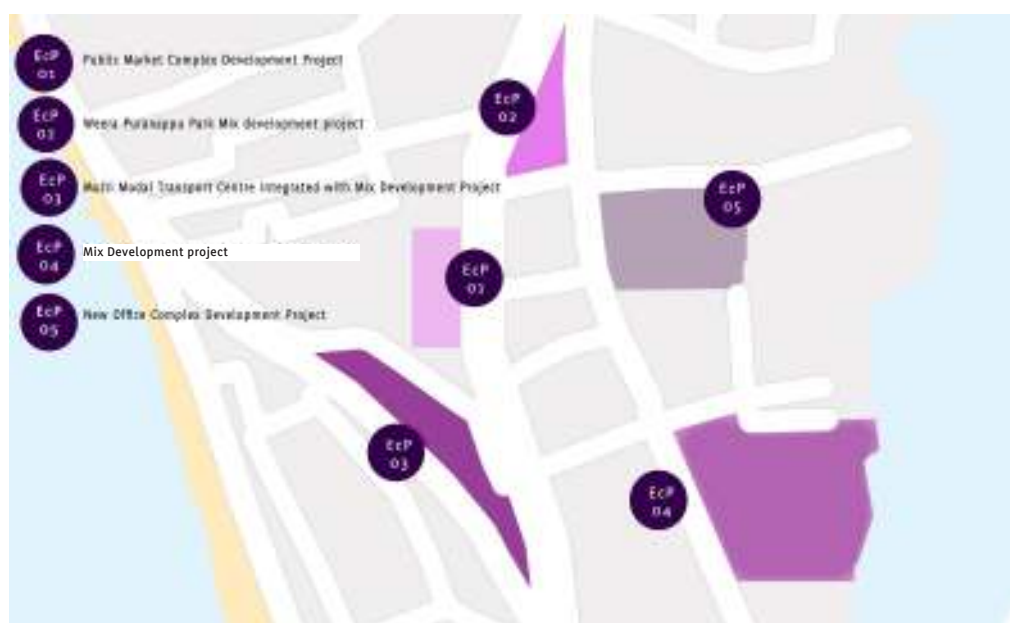 EcP
01
Public Market Complex Development Project
EcP
02
Weera Puranappu Park Mix development project
EcP
03
Multi Modal Transport Centre integrated with Mix Development Project
EcP
04
Mix Development project
EcP
05
New Office Complex Development Project
EcP
02
EcP
05
EcP
01
EcP
03
EcP
04